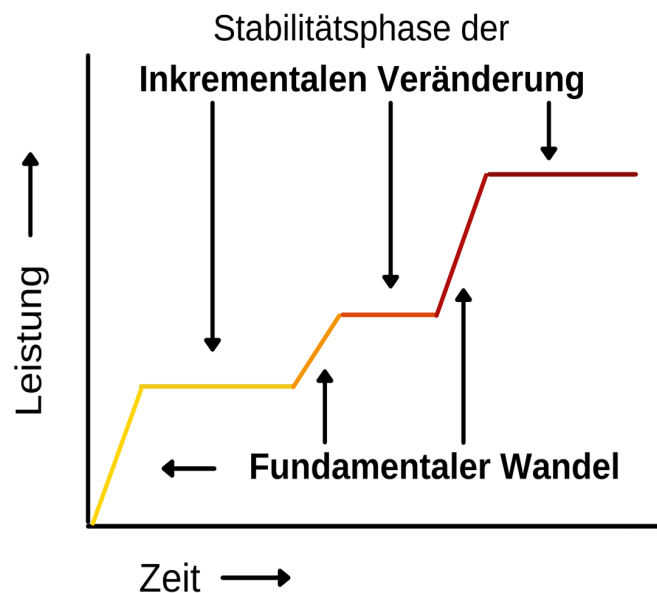 Stabilitätsphase der
Inkrementalen Veränderung
Leistung
Fundamentaler Wandel
Zeit